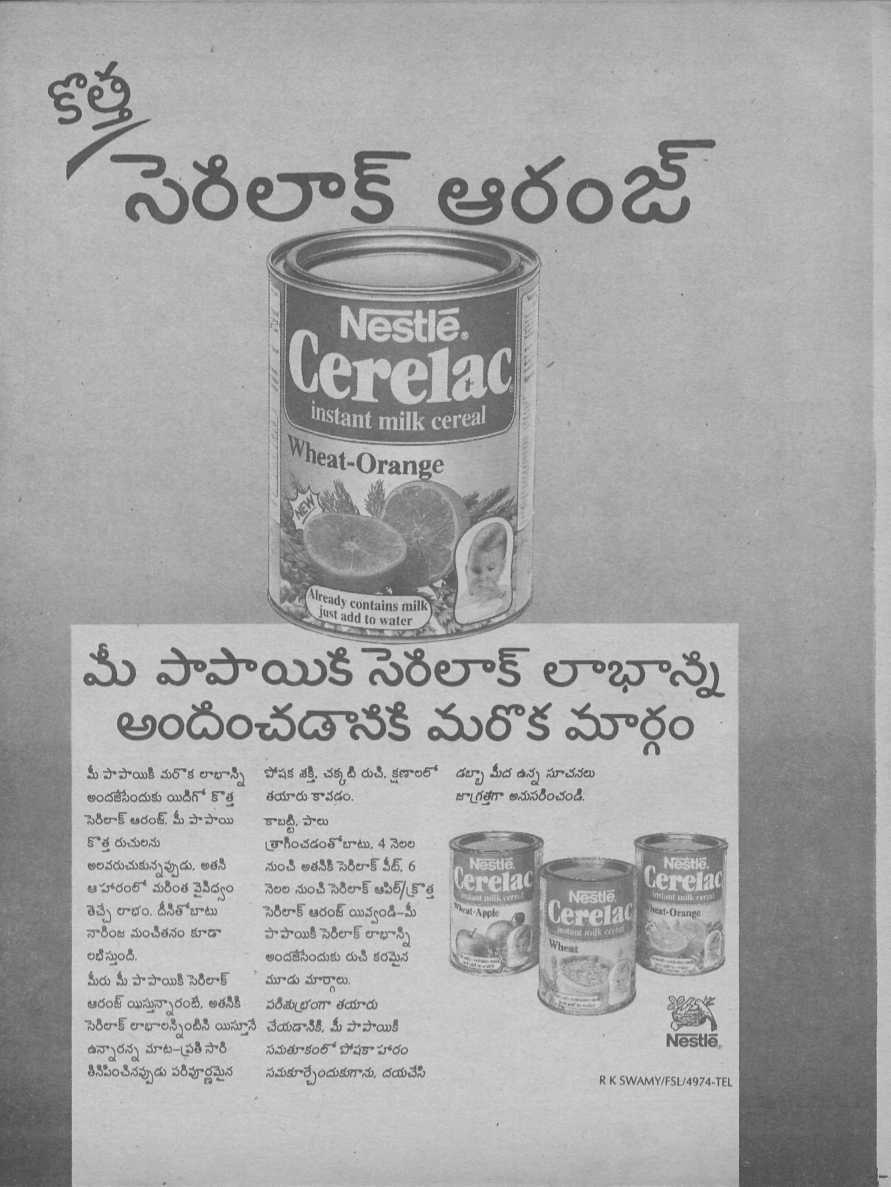 కొత్త
సెరిలాక్ ఆరంజ్
Nestlé®
Cerelac
instant milk cereal
Wheat-Orange
NEW
Already contains milk
just add to water
మీ పాపాయికి సెరిలాక్ లాభాన్ని
అందించడానికి మరొక మార్గం
మీ పాపాయికి మరొక లాభాన్ని
అందజేసేందుకు యిదిగో కొత్త
సెరిలాక్ ఆరంజ్. మీ పాపాయి
కొత్త రుచులను
అలవరుచుకున్నప్పుడు, అతని
ఆహారంలో మరింత వైవిధ్యం
తెచ్చే లాభం. దీనితోబాటు
నారింజ మంచితనం కూడా
లభిస్తుంది.
మీరు మీ పాపాయికి సెరిలాక్
ఆరంజ్ యిస్తున్నారంటే, అతనికి
సెరిలాక్ లాభాలన్నింటిని యిస్తూనే
ఉన్నారన్న మాట–ప్రతి సారి
తినిపించినప్పుడు పరిపూర్ణమైన
పోషక శక్తి, చక్కటి రుచి, క్షణాలలో
తయారు కావడం.
కాబట్టి, పాలు
త్రాగించడంతోబాటు, 4 నెలల
నుంచి అతనికి సెరిలాక్ వీట్, 6
నెలల నుంచి సెరిలాక్ ఆపిల్/క్రొత్త
సెరిలాక్ ఆరంజ్ యివ్వండి–మీ
పాపాయికి సెరిలాక్ లాభాన్ని
అందజేసేందుకు రుచి కరమైన
మూడు మార్గాలు.
పరిశుభ్రంగా తయారు
చేయడానికి, మీ పాపాయికి
సమతూకంలో పోషకాహారం
సమకూర్చేందుకుగాను, దయచేసి
డబ్బా మీద ఉన్న సూచనలు
జాగ్రత్తగా అనుసరించండి.
Nestlé
Cerelac
instant milk cereal
Wheat-Apple
Nestlé
Cerelac
instant milk cereal
Wheat
Nestlé
Cerelac
instant milk cereal
Wheat-Orange
Nestlé®
R K SWAMY/FSL/4974-TEL